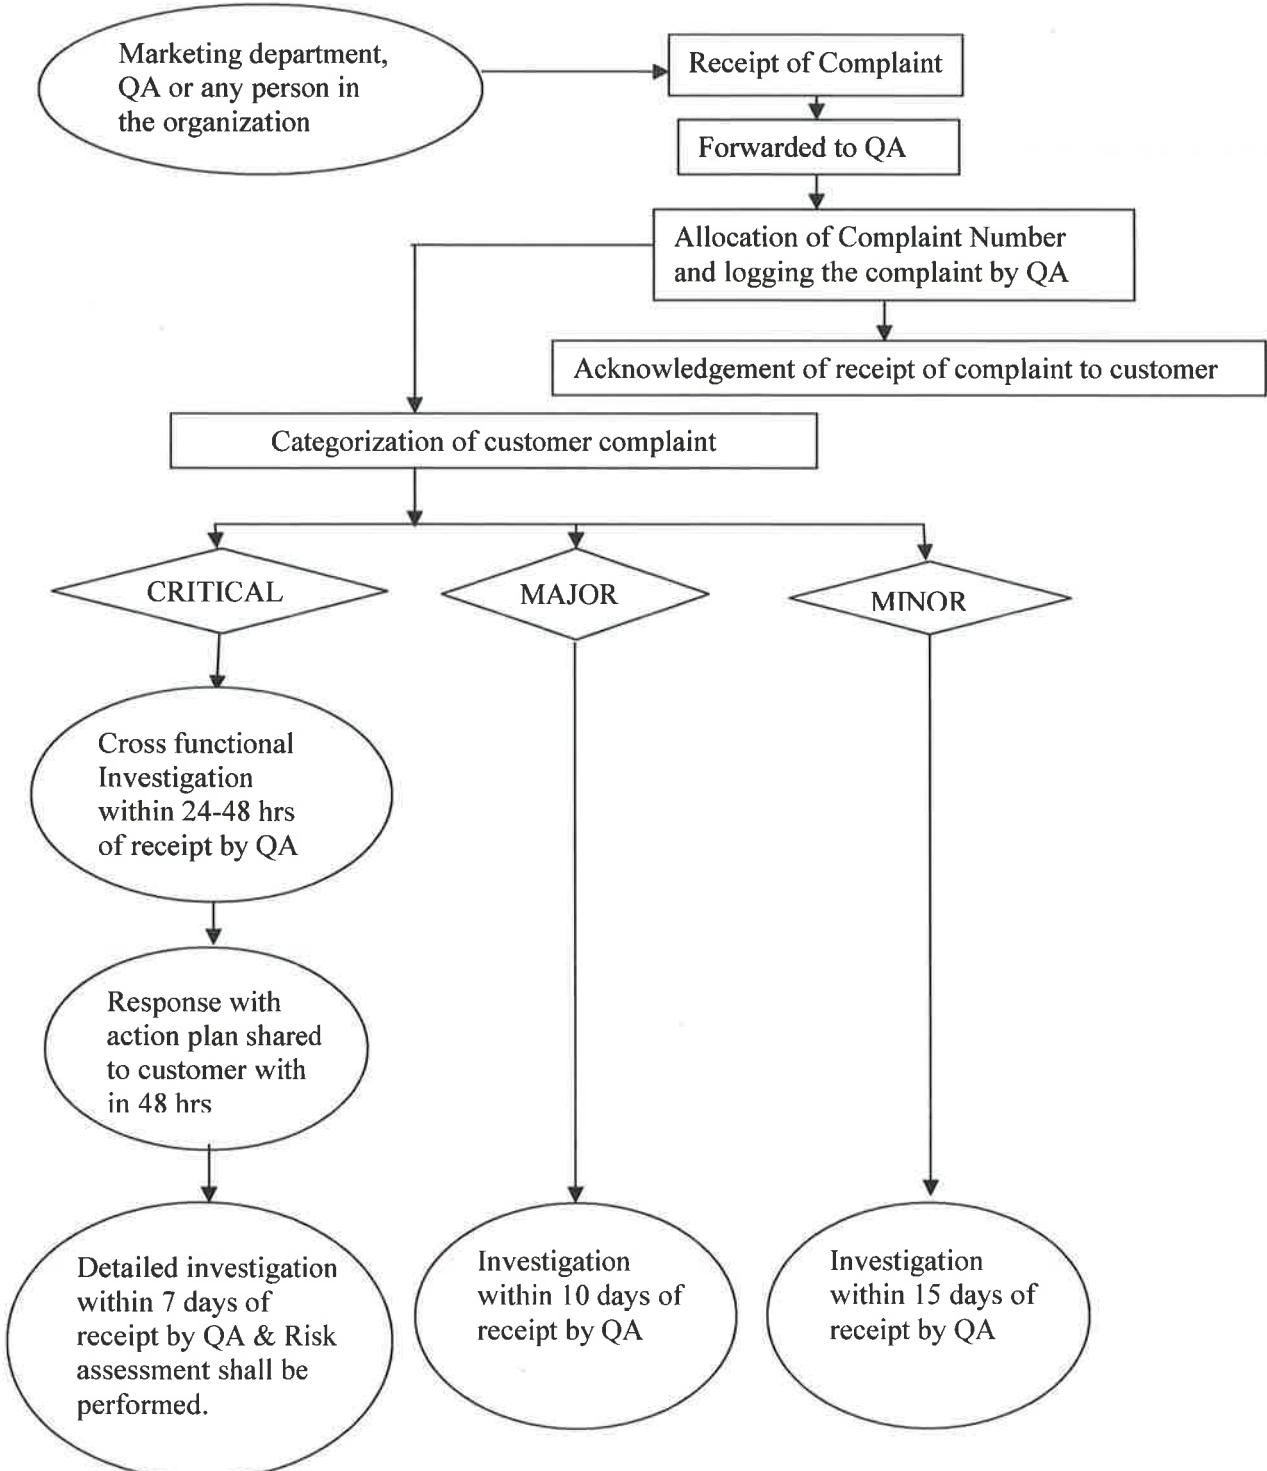 Marketing department,
QA or any person in
the organization
Receipt of Complaint
Forwarded to QA
Allocation of Complaint Number
and logging the complaint by QA
Acknowledgement of receipt of complaint to customer
Categorization of customer complaint
CRITICAL
MAJOR
MINOR
Cross functional
Investigation
within 24-48 hrs
of receipt by QA
Response with
action plan shared
to customer with
in 48 hrs
Detailed investigation
within 7 days of
receipt by QA & Risk
assessment shall be
performed.
Investigation
within 10 days of
receipt by QA
Investigation
within 15 days of
receipt by QA